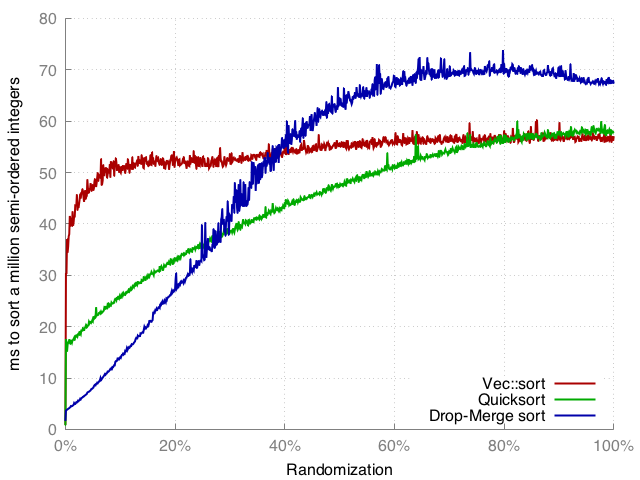 80
70
60
50
40
30
20
10
0
ms to sort a million semi-ordered integers
Vec::sort
Quicksort
Drop-Merge sort
0% 20% 40% 60% 80% 100%
Randomization